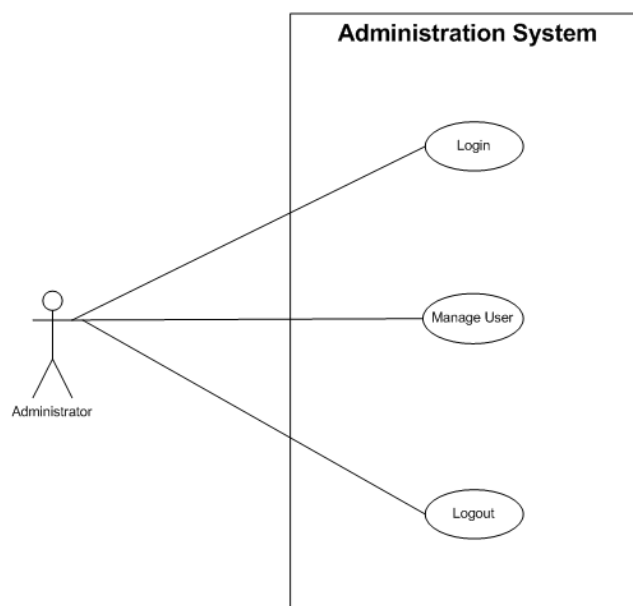 Administration System
Login
Manage User
Administrator
Logout